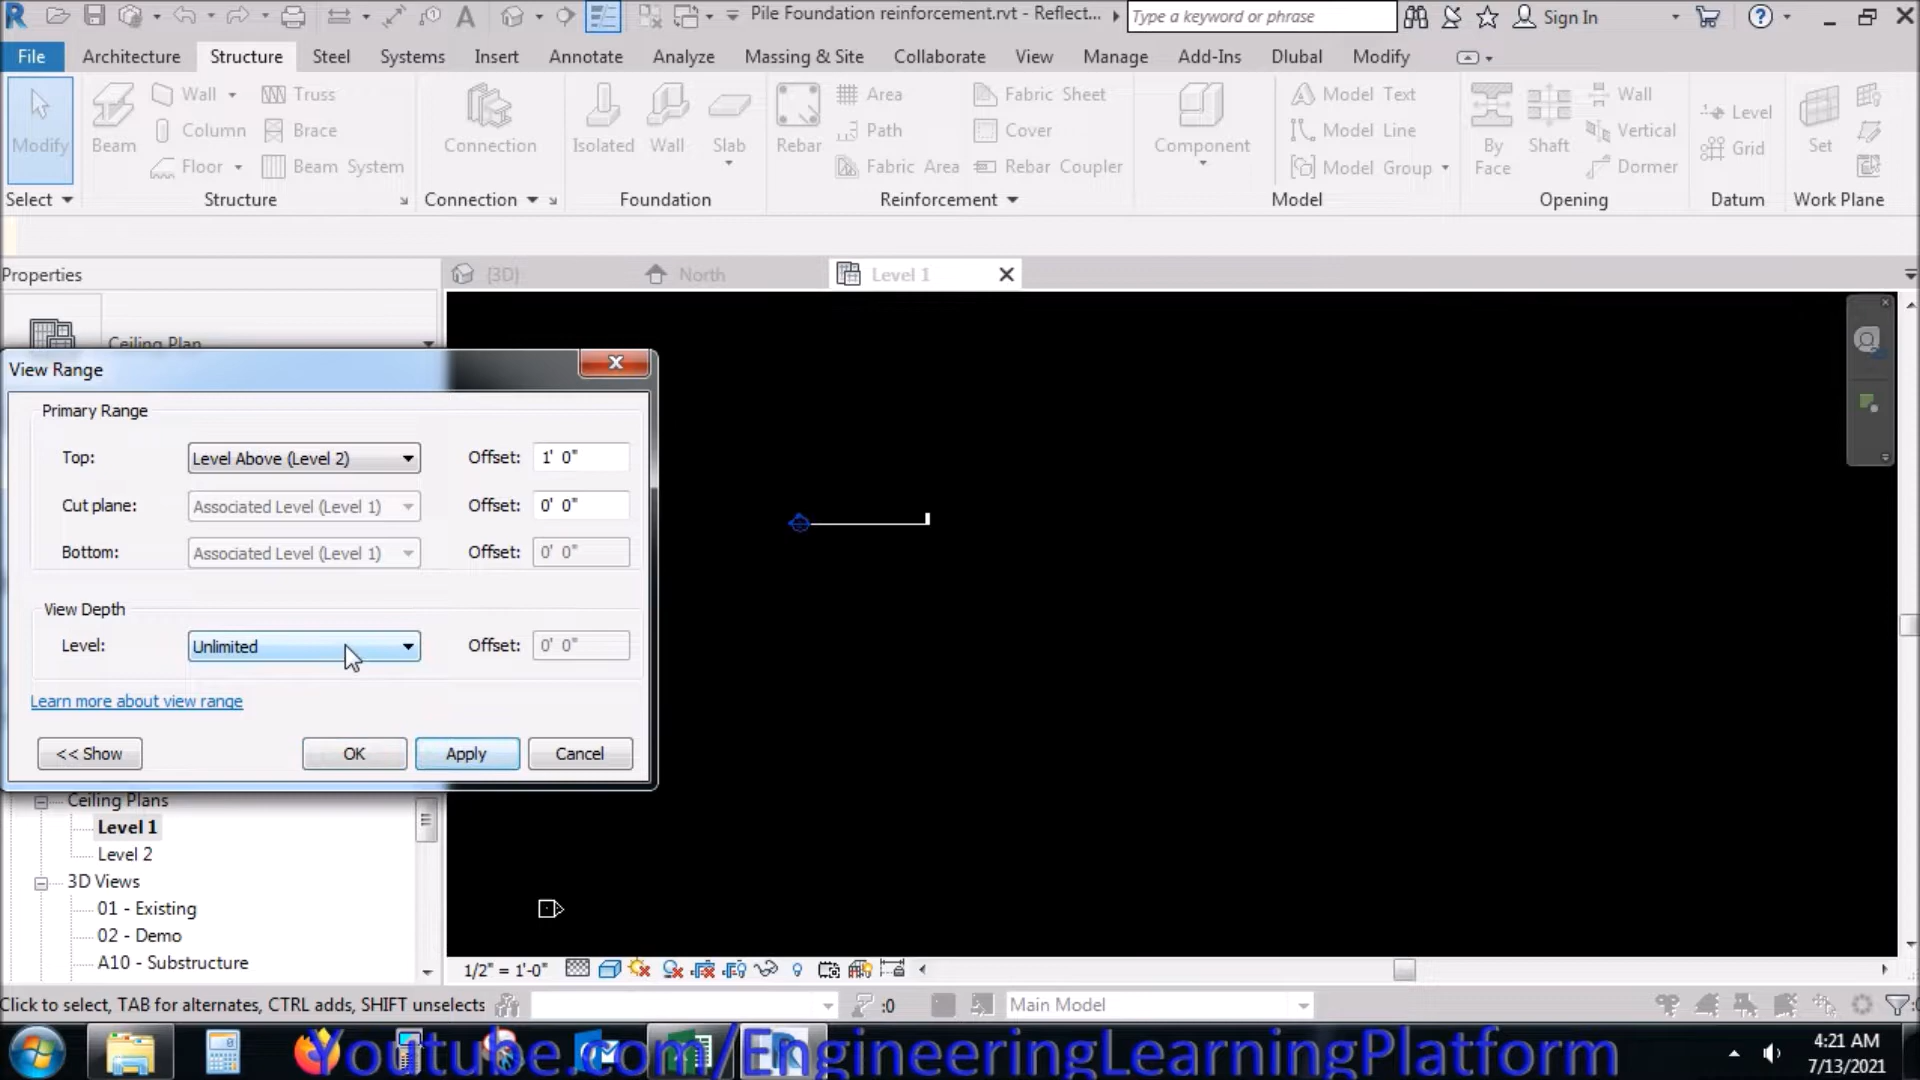 Pile Foundation reinforcement.rvt - Reflect...
Type a keyword or phrase
Sign In
File Architecture Structure Steel Systems Insert Annotate Analyze Massing & Site Collaborate View Manage Add-Ins Dlubal Modify
Wall Truss Area Fabric Sheet Model Text Wall Level
Modify Beam Column Brace Connection Isolated Wall Slab Rebar Path Cover Component Model Line By Face Shaft Vertical Grid Set
Floor Beam System Fabric Area Rebar Coupler Model Group Dormer
Select Structure Connection Foundation Reinforcement Model Opening Datum Work Plane
Properties
{3D} North Level 1
Ceiling Plan
View Range
Primary Range
Top: Level Above (Level 2) Offset: 1' 0"
Cut plane: Associated Level (Level 1) Offset: 0' 0"
Bottom: Associated Level (Level 1) Offset: 0' 0"
View Depth
Level: Unlimited Offset: 0' 0"
Learn more about view range
<< Show OK Apply Cancel
Ceiling Plans
Level 1
Level 2
3D Views
01 - Existing
02 - Demo
A10 - Substructure
1/2" = 1'-0"
Click to select, TAB for alternates, CTRL adds, SHIFT unselects :0 Main Model
Youtube.com/EngineeringLearningPlatform
4:21 AM
7/13/2021